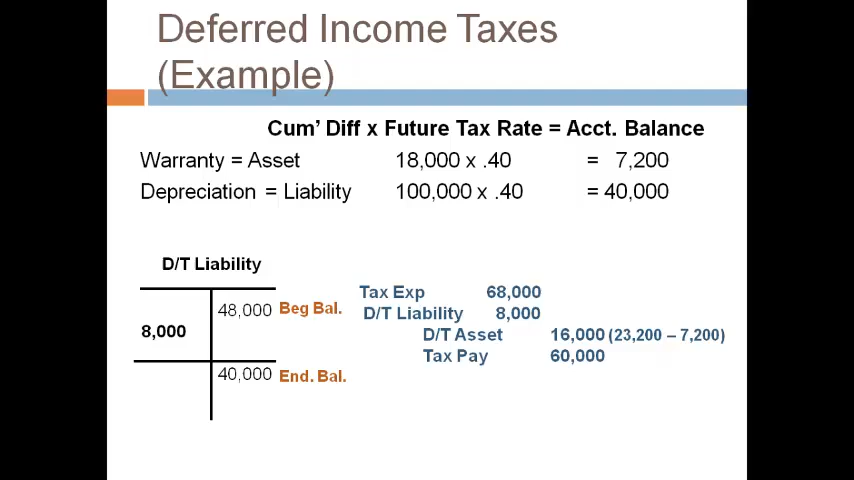 Deferred Income Taxes
(Example)
Cum’ Diff x Future Tax Rate = Acct. Balance
Warranty = Asset 18,000 x .40 = 7,200
Depreciation = Liability 100,000 x .40 = 40,000
D/T Liability
48,000 Beg Bal.
8,000
40,000 End. Bal.
Tax Exp 68,000
D/T Liability 8,000
D/T Asset 16,000 (23,200 – 7,200)
Tax Pay 60,000